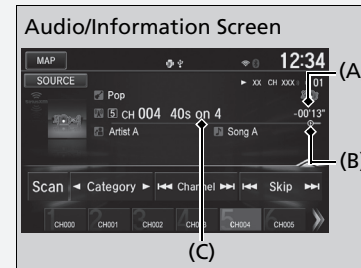 Audio/Information Screen
MAP 12:34
SOURCE XX CH XXX 01
(A
Pop
5 CH 004 40s on 4 -00'13"
Artist A Song A
(B)
Scan Category Channel Skip
CH000 CH001 CH002 CH003 5 CH004 CH005
(C)